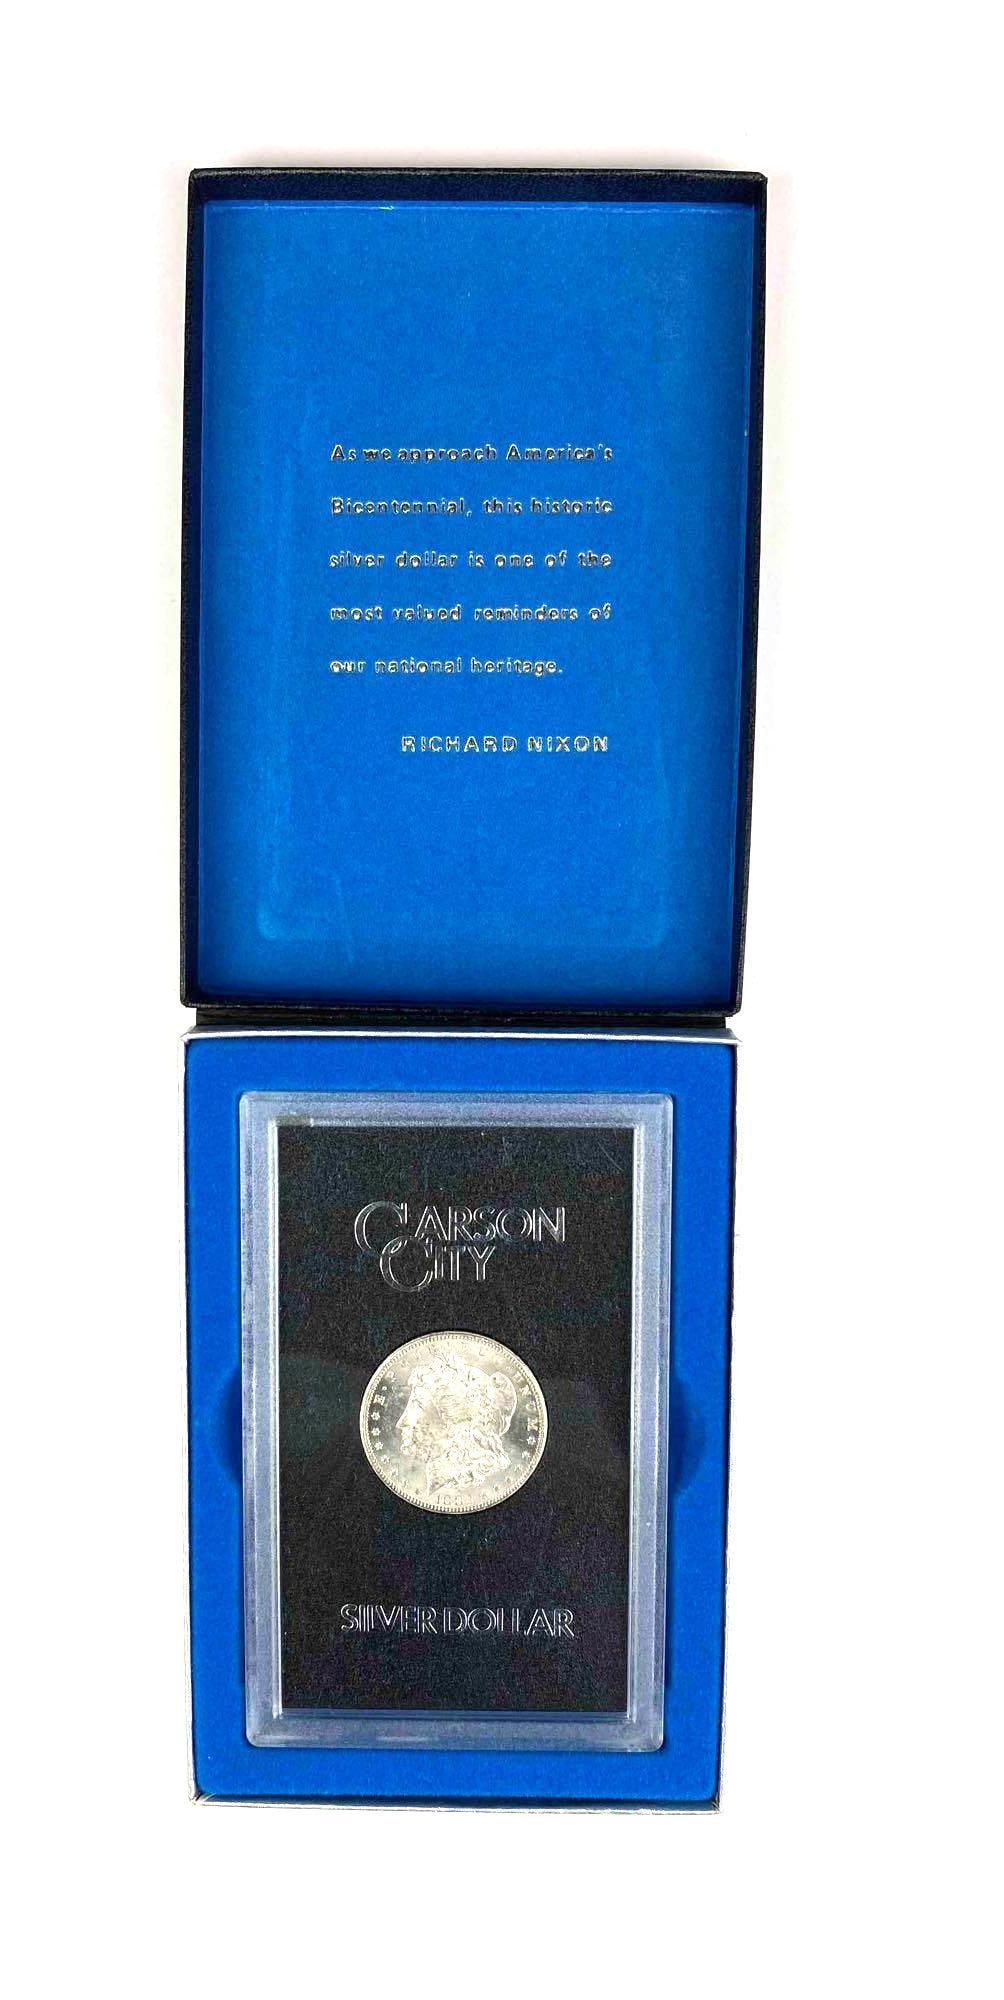 As we approach America's
Bicentennial, this historic
silver dollar is one of the
most valued reminders of
our national heritage.
RICHARD NIXON
CARSON
CITY
SILVER DOLLAR